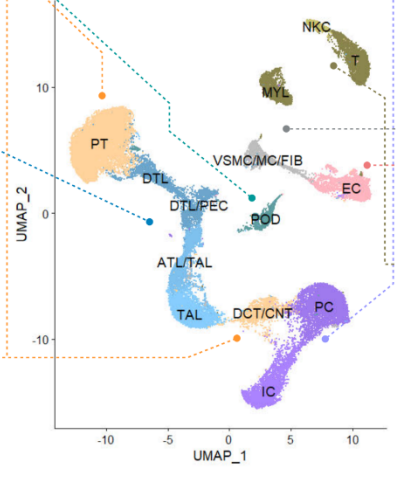 NKC
T
10
MYL
PT
VSMC/MC/FIB
DTL
EC
DTL/PEC
0
POD
UMAP_2
ATL/TAL
TAL
DCT/CNT
PC
-10
IC
-10
-5
0
5
10
UMAP_1